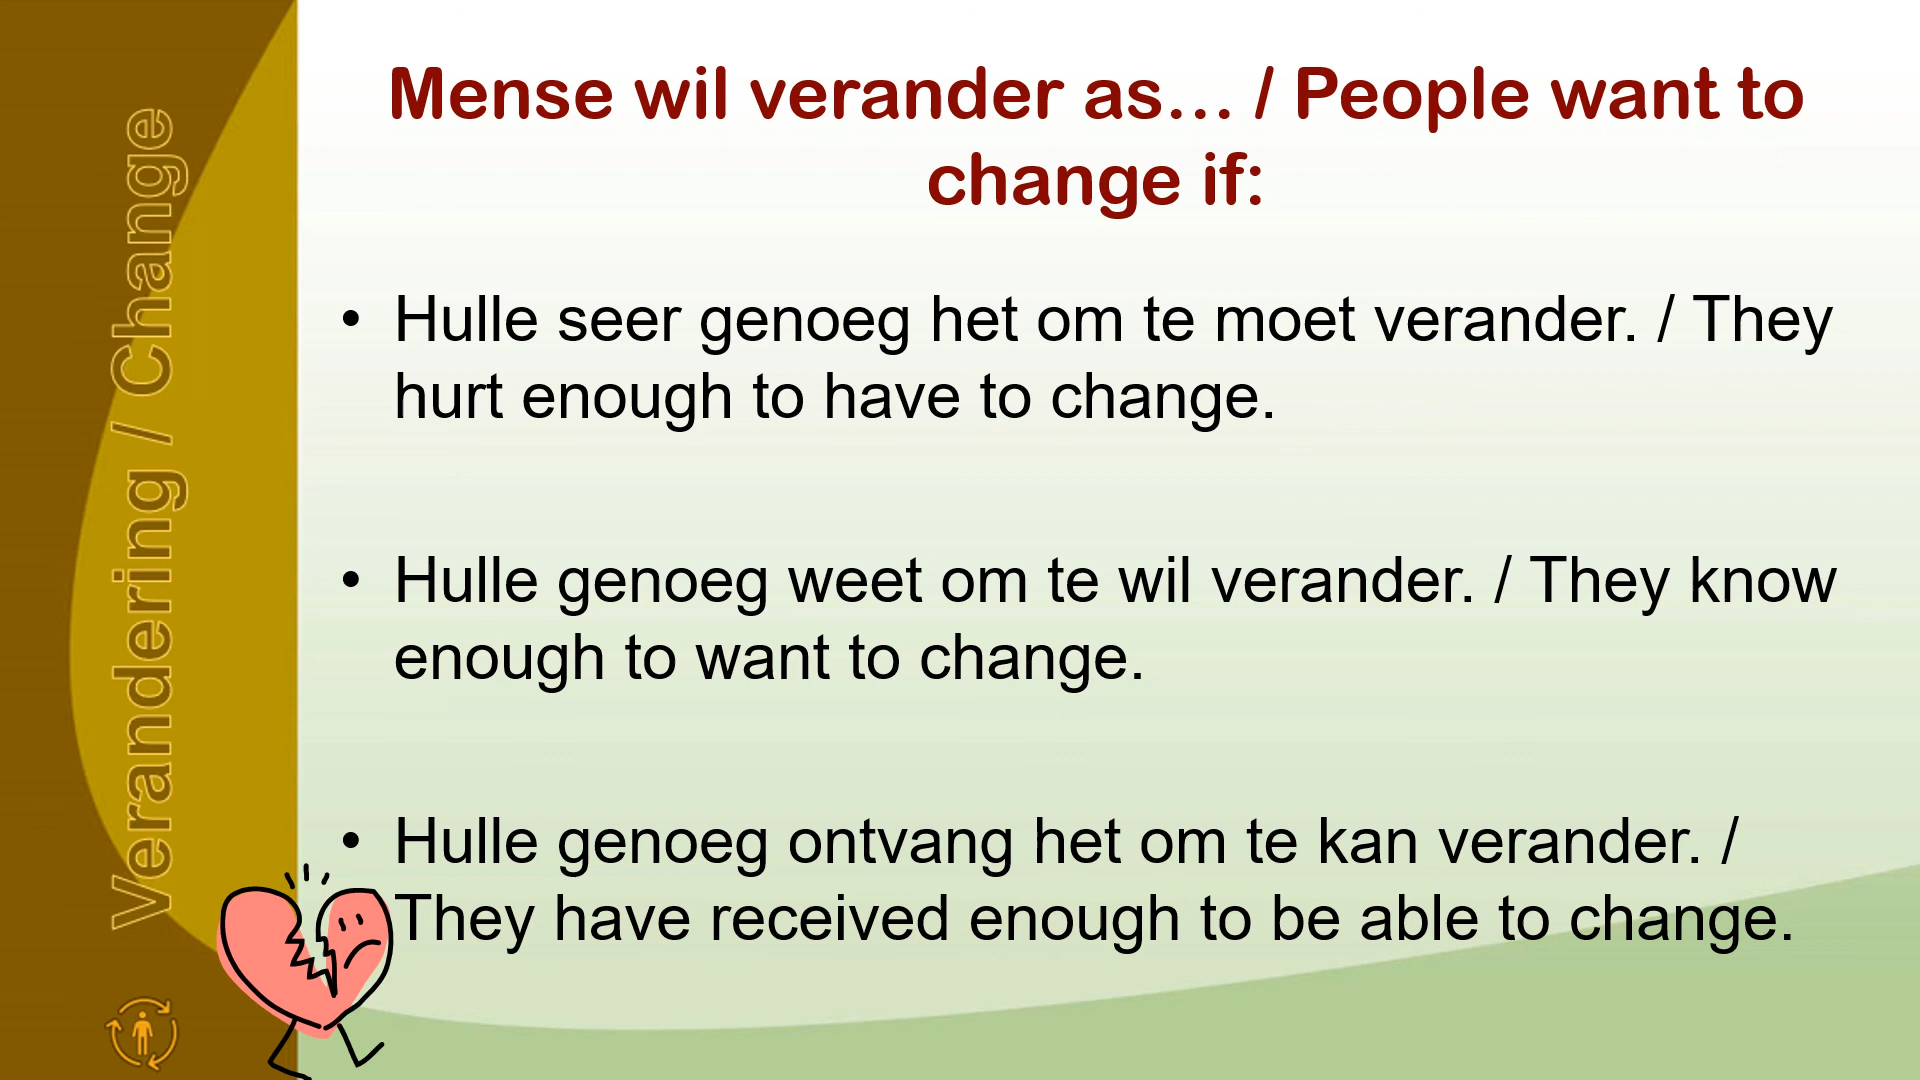 Verandering / Change
Mense wil verander as… / People want to
change if:
• Hulle seer genoeg het om te moet verander. / They
hurt enough to have to change.
• Hulle genoeg weet om te wil verander. / They know
enough to want to change.
• Hulle genoeg ontvang het om te kan verander. /
They have received enough to be able to change.